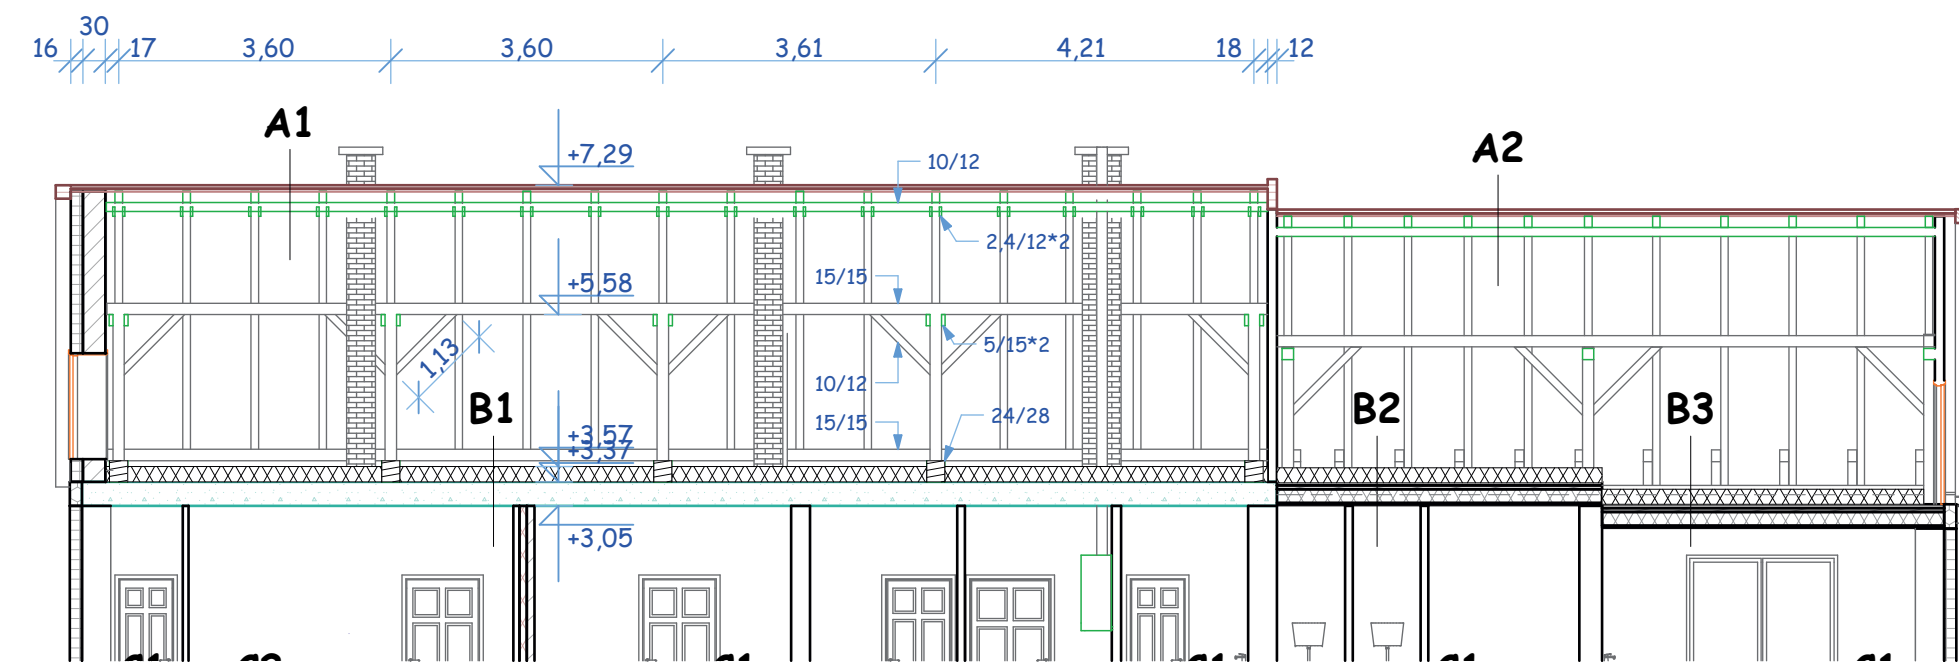 30
16 17 3,60 3,60 3,61 4,21 18 12
A1
A2
+7,29
10/12
2,4/12*2
15/15
+5,58
5/15*2
1,13
10/12
B1
24/28
15/15
B2
B3
+3,57
+3,37
+3,05